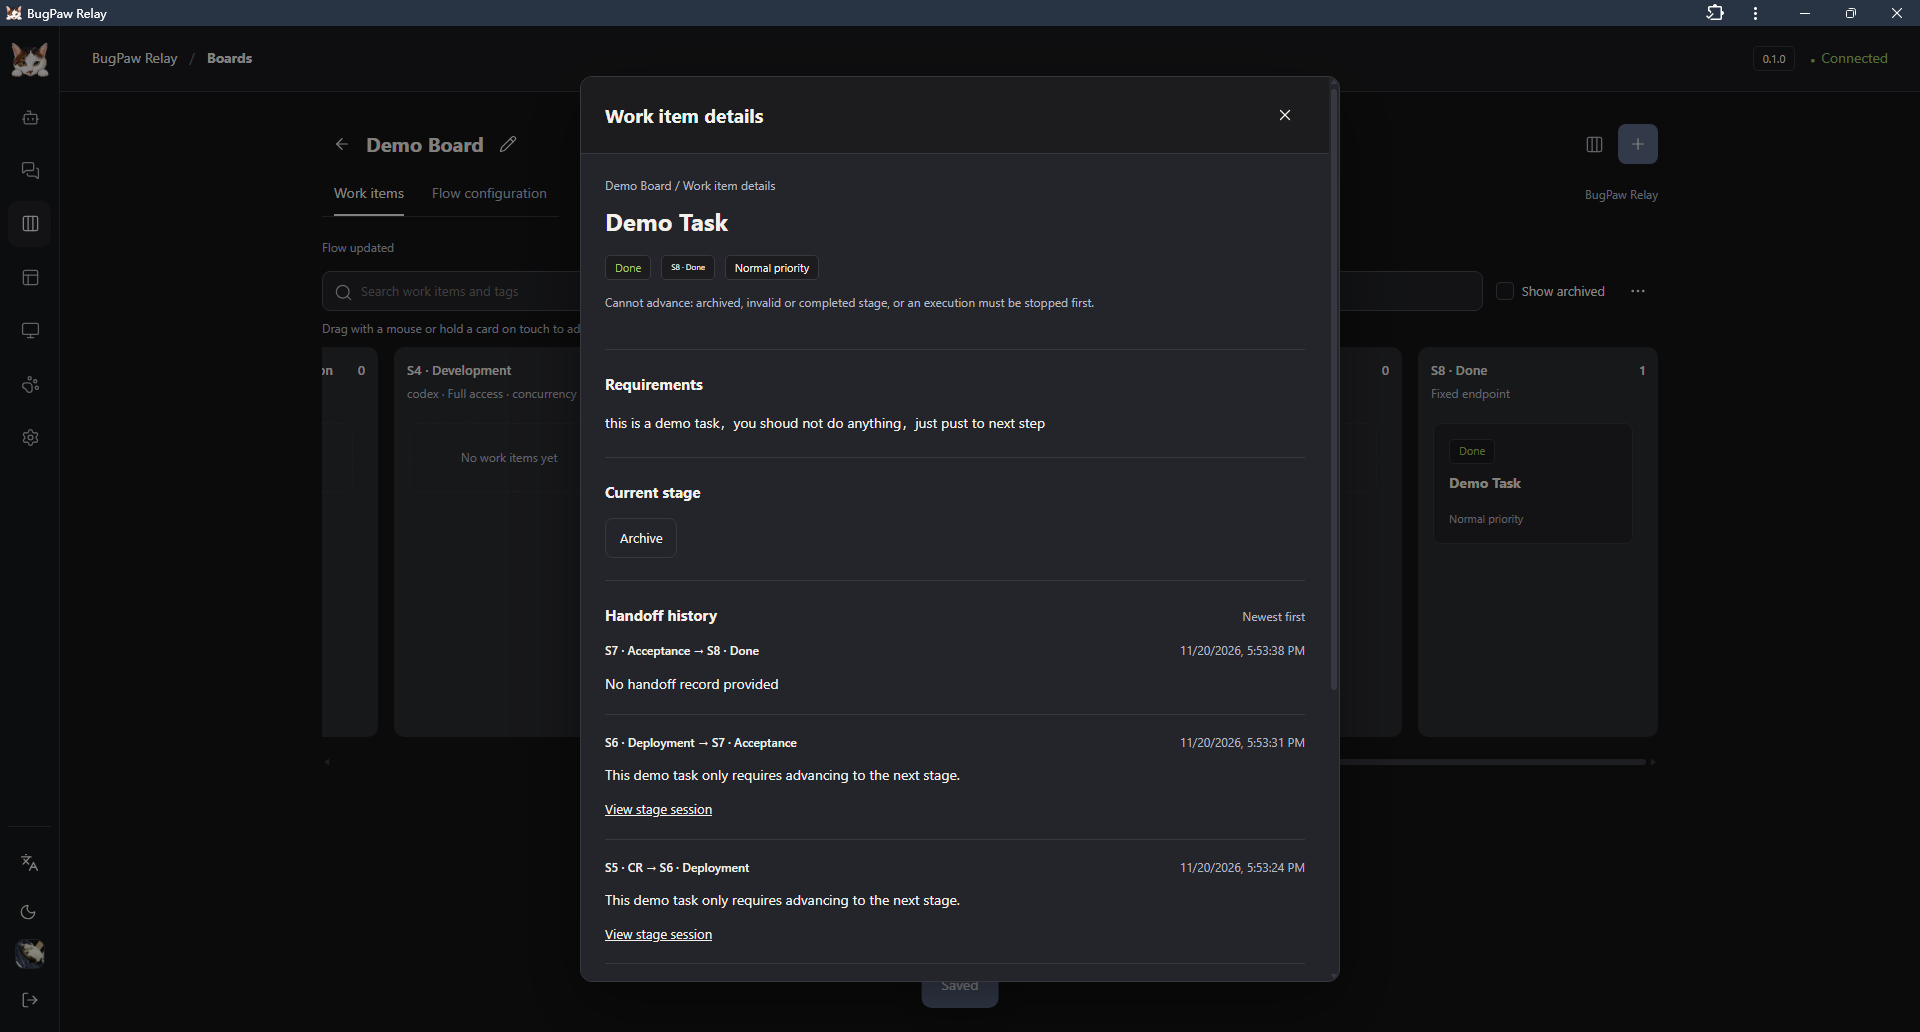 BugPaw Relay
BugPaw Relay / Boards
0.1.0
Connected
Demo Board
Work items
Flow configuration
BugPaw Relay
Flow updated
Search work items and tags
Show archived
Drag with a mouse or hold a card on touch to ad
on 0
S4 · Development
codex · Full access · concurrency
No work items yet
0
S8 · Done 1
Fixed endpoint
Done
Demo Task
Normal priority
Work item details
Demo Board / Work item details
Demo Task
Done
S8 · Done
Normal priority
Cannot advance: archived, invalid or completed stage, or an execution must be stopped first.
Requirements
this is a demo task，you shoud not do anything，just pust to next step
Current stage
Archive
Handoff history
Newest first
S7 · Acceptance → S8 · Done
11/20/2026, 5:53:38 PM
No handoff record provided
S6 · Deployment → S7 · Acceptance
11/20/2026, 5:53:31 PM
This demo task only requires advancing to the next stage.
View stage session
S5 · CR → S6 · Deployment
11/20/2026, 5:53:24 PM
This demo task only requires advancing to the next stage.
View stage session
Saved